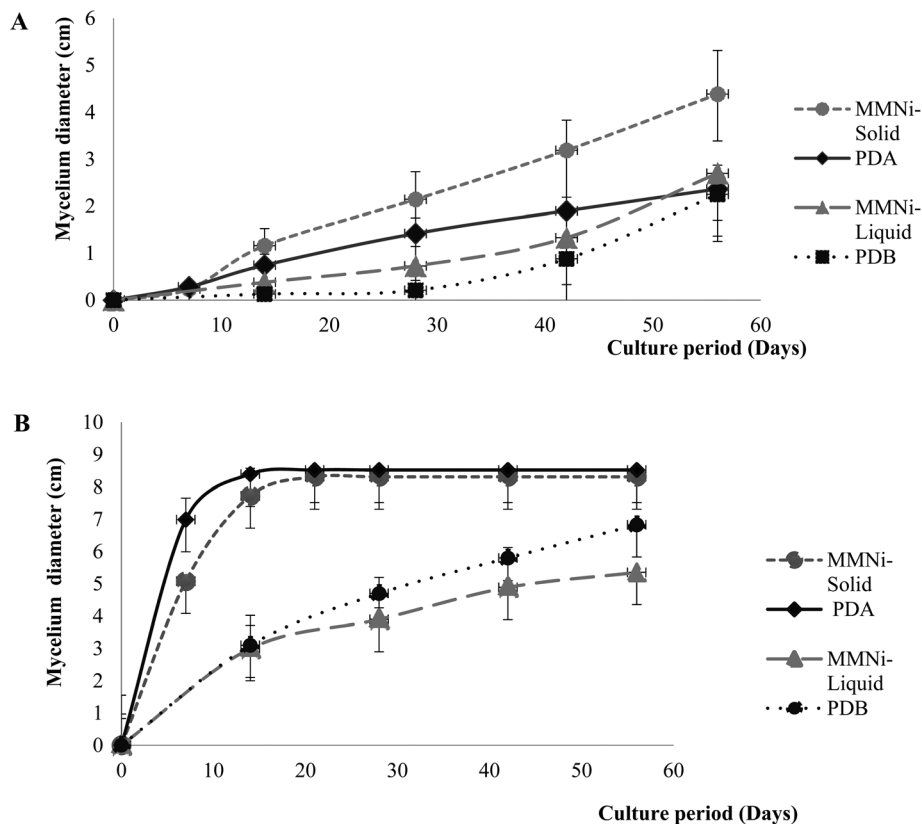 A
Mycelium diameter (cm)
6
5
4
3
2
1
0
0
10
20
30
40
50
60
Culture period (Days)
MMNi-
Solid
PDA
MMNi-
Liquid
PDB
B
Mycelium diameter (cm)
10
9
8
7
6
5
4
3
2
1
0
0
10
20
30
40
50
60
Culture period (Days)
MMNi-
Solid
PDA
MMNi-
Liquid
PDB